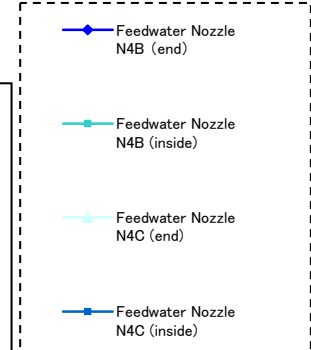 Feedwater Nozzle
N4B (end)
Feedwater Nozzle
N4B (inside)
Feedwater Nozzle
N4C (end)
Feedwater Nozzle
N4C (inside)